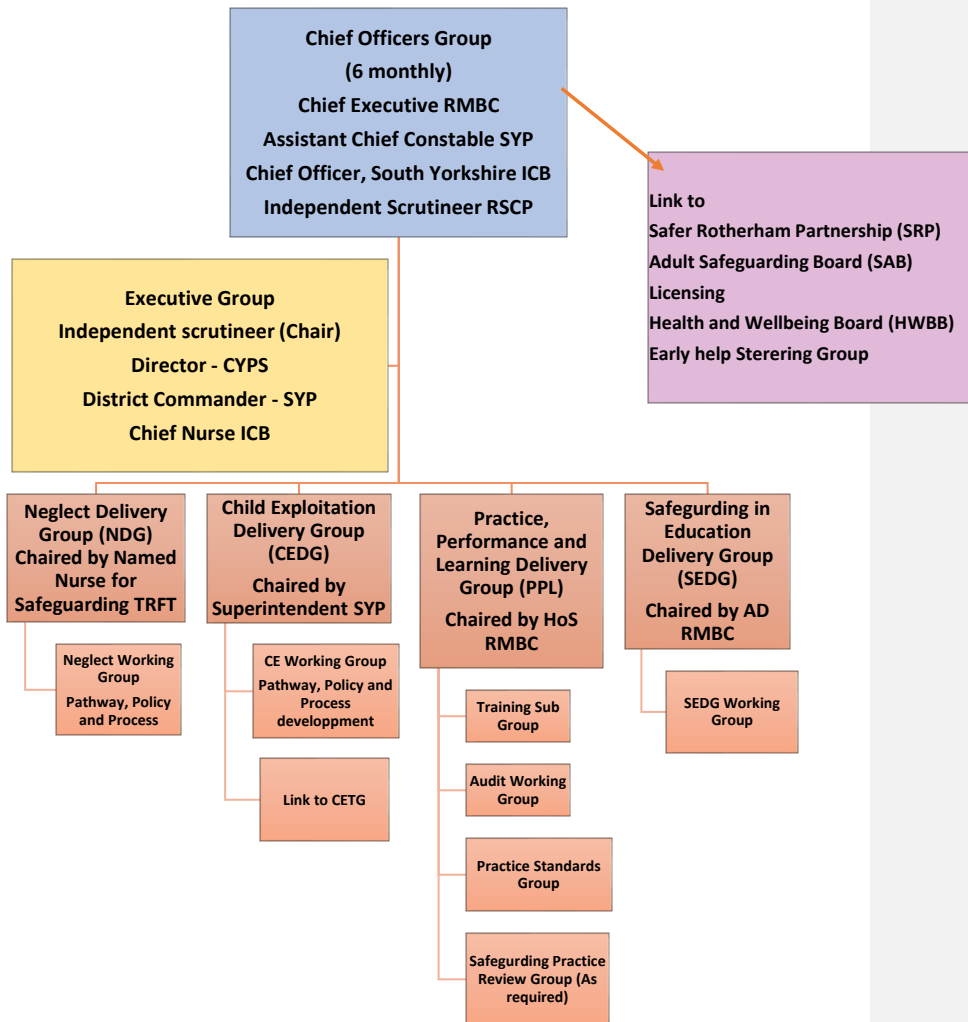 Chief Officers Group
(6 monthly)
Chief Executive RMBC
Assistant Chief Constable SYP
Chief Officer, South Yorkshire ICB
Independent Scrutineer RSCP
Link to
Safer Rotherham Partnership (SRP)
Adult Safeguarding Board (SAB)
Licensing
Health and Wellbeing Board (HWBB)
Early help Sterering Group
Executive Group
Independent scrutineer (Chair)
Director - CYPS
District Commander - SYP
Chief Nurse ICB
Neglect Delivery
Group (NDG)
Chaired by Named
Nurse for
Safeguarding TRFT
Neglect Working
Group
Pathway, Policy
and Process
Child Exploitation
Delivery Group
(CEDG)
Chaired by
Superintendent SYP
CE Working Group
Pathway, Policy and
Process
developpment
Link to CETG
Practice,
Performance and
Learning Delivery
Group (PPL)
Chaired by HoS
RMBC
Training Sub
Group
Audit Working
Group
Practice Standards
Group
Safegurding Practice
Review Group (As
required)
Safegurding in
Education
Delivery Group
(SEDG)
Chaired by AD
RMBC
SEDG Working
Group